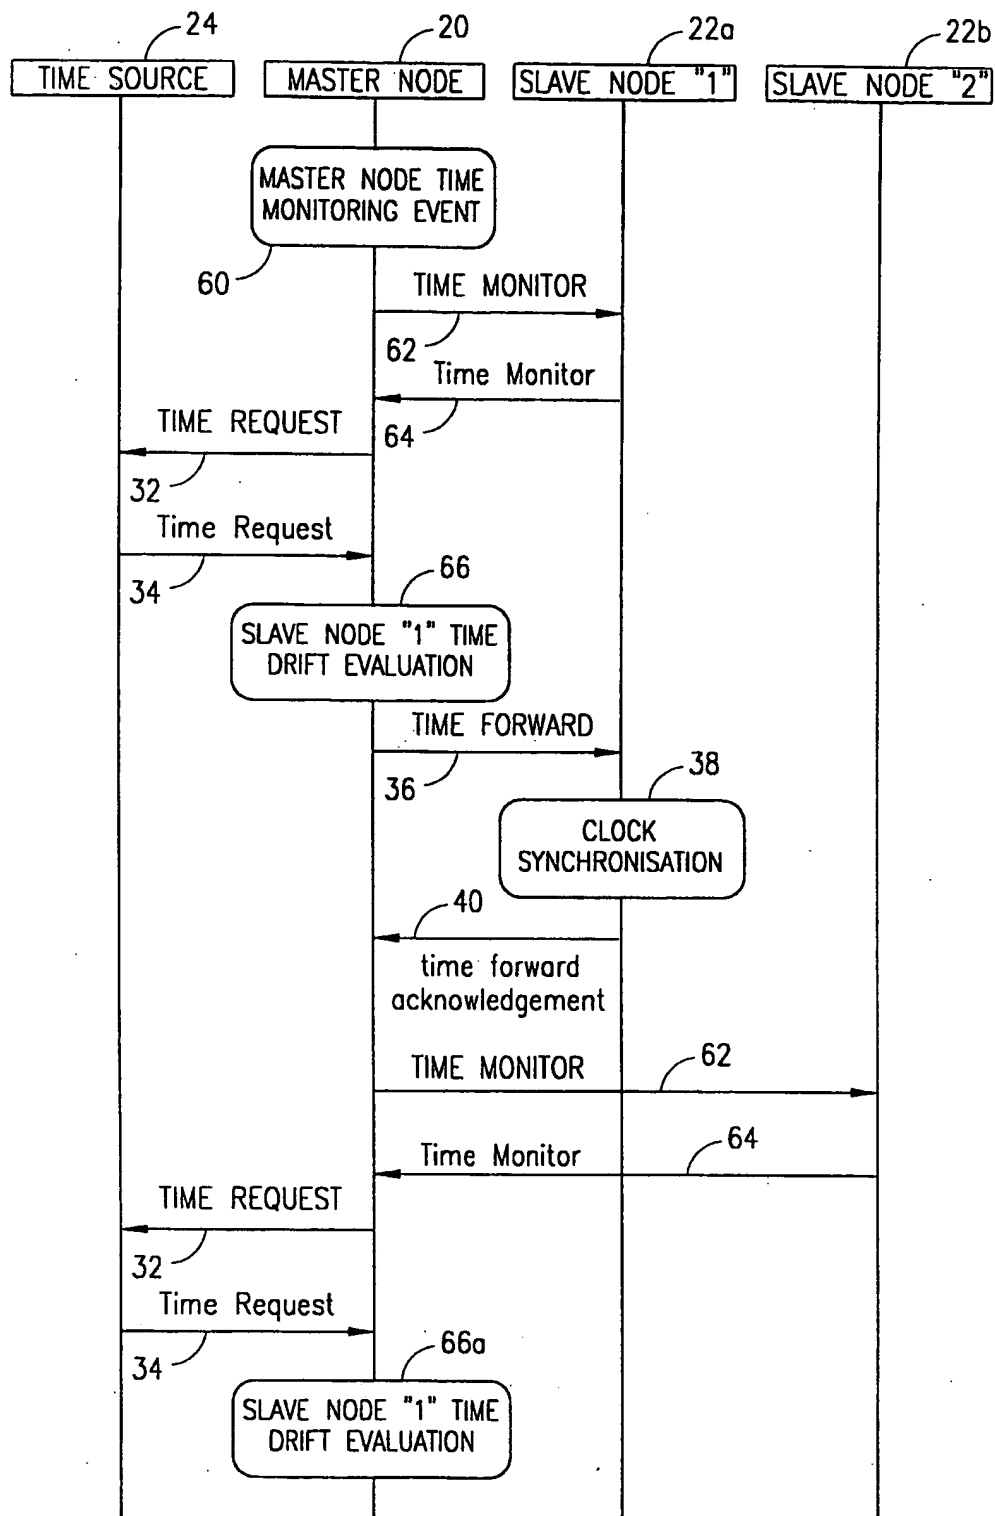 24
20
22a
22b
TIME SOURCE
MASTER NODE
SLAVE NODE "1"
SLAVE NODE "2"
MASTER NODE TIME
MONITORING EVENT
60
TIME MONITOR
62
Time Monitor
64
TIME REQUEST
32
Time Request
34
66
SLAVE NODE "1" TIME
DRIFT EVALUATION
TIME FORWARD
36
38
CLOCK
SYNCHRONISATION
40
time forward
acknowledgement
TIME MONITOR
62
Time Monitor
64
TIME REQUEST
32
Time Request
34
66a
SLAVE NODE "1" TIME
DRIFT EVALUATION